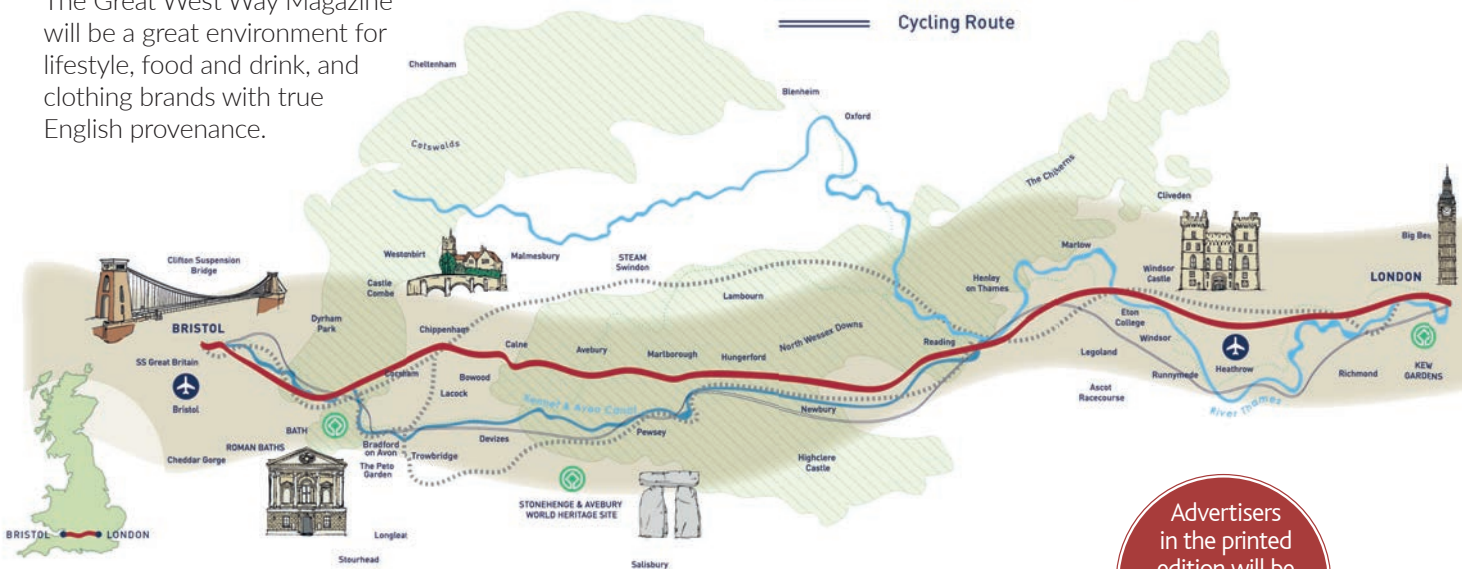 The Great West Way Magazine
will be a great environment for
lifestyle, food and drink, and
clothing brands with true
English provenance.
Cycling Route
Cheltenham
Blenheim
Oxford
Cotswolds
The Chilterns
Cliveden
Big Ben
LONDON
Clifton Suspension
Bridge
Westonbirt
Malmesbury
STEAM
Swindon
Marlow
Castle
Combe
Windsor
Castle
Henley
on Thames
Lambourn
BRISTOL
Dyrham
Park
Chippenham
Calne
Avebury
Marlborough
Hungerford
North Wessex Downs
Reading
Eton
College
Windsor
Legoland
Runnymede
Heathrow
Richmond
KEW
GARDENS
SS Great Britain
Bristol
Corsham
Bowood
Lacock
Ascot
Racecourse
River Thames
Kennet & Avon Canal
Newbury
BATH
ROMAN BATHS
Bradford
on Avon
The Peto
Garden
Trowbridge
Devizes
Pewsey
Cheddar Gorge
Highclere
Castle
STONEHENGE & AVEBURY
WORLD HERITAGE SITE
Longleat
Stourhead
Salisbury
BRISTOL
LONDON
Advertisers
in the printed
edition will be